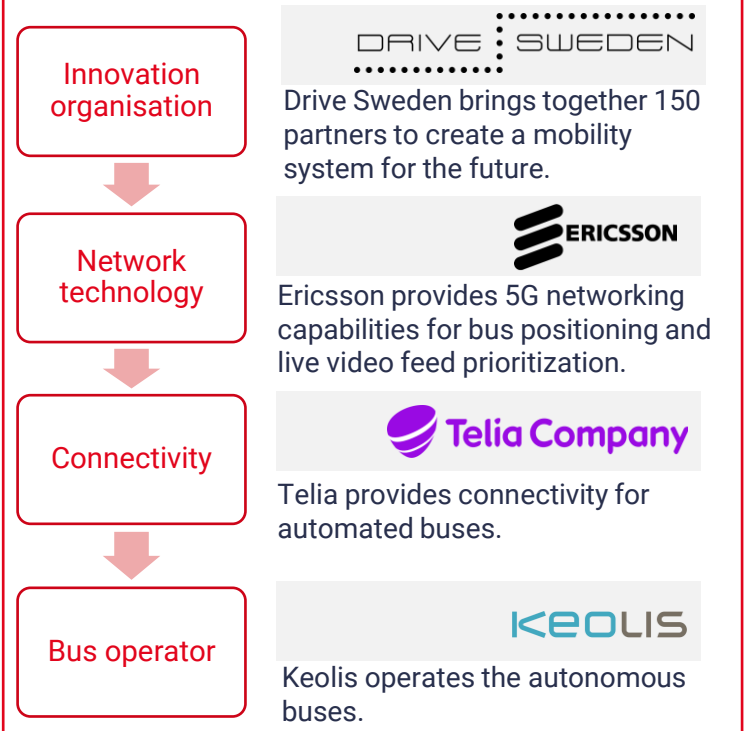 Innovation
organisation
DRIVE SWEDEN
Drive Sweden brings together 150
partners to create a mobility
system for the future.
Network
technology
ERICSSON
Ericsson provides 5G networking
capabilities for bus positioning and
live video feed prioritization.
Connectivity
Telia Company
Telia provides connectivity for
automated buses.
Bus operator
KEOLIS
Keolis operates the autonomous
buses.